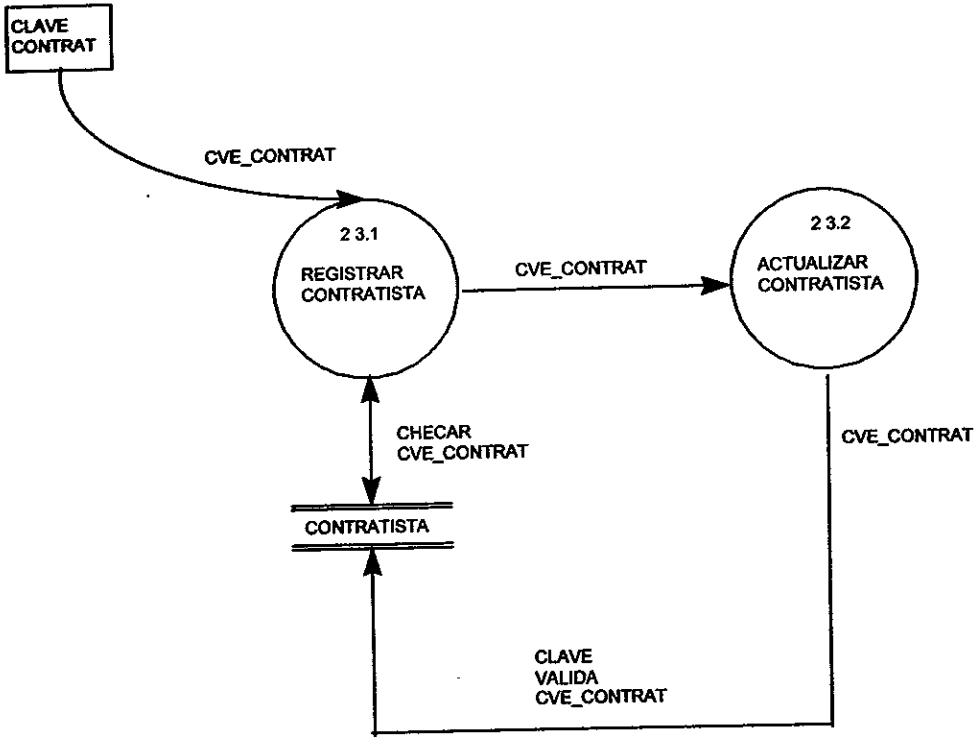 CLAVE
CONTRAT
CVE_CONTRAT
2 3.1
REGISTRAR
CONTRATISTA
CVE_CONTRAT
2 3.2
ACTUALIZAR
CONTRATISTA
CHECAR
CVE_CONTRAT
CVE_CONTRAT
CONTRATISTA
CLAVE
VALIDA
CVE_CONTRAT